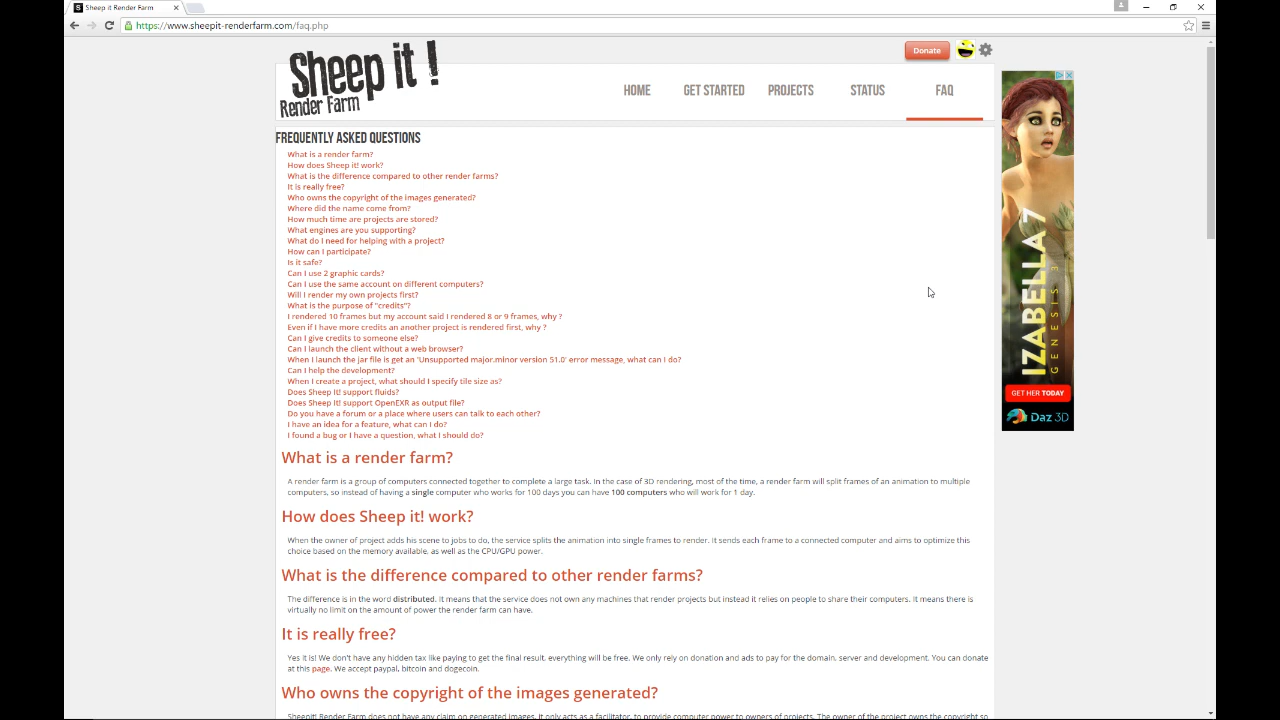 Sheep it Render Farm
https://www.sheepit-renderfarm.com/faq.php
Sheep it !
Render Farm
Donate
HOME
GET STARTED
PROJECTS
STATUS
FAQ
FREQUENTLY ASKED QUESTIONS
What is a render farm?
How does Sheep it! work?
What is the difference compared to other render farms?
It is really free?
Who owns the copyright of the images generated?
Where did the name come from?
How much time are projects are stored?
What engines are you supporting?
What do I need for helping with a project?
How can I participate?
Is it safe?
Can I use 2 graphic cards?
Can I use the same account on different computers?
Will I render my own projects first?
What is the purpose of "credits"?
I rendered 10 frames but my account said I rendered 8 or 9 frames, why ?
Even if I have more credits an another project is rendered first, why ?
Can I give credits to someone else?
Can I launch the client without a web browser?
When I launch the jar file is get an 'Unsupported major.minor version 51.0' error message, what can I do?
Can I help the development?
When I create a project, what should I specify tile size as?
Does Sheep It! support fluids?
Does Sheep It! support OpenEXR as output file?
Do you have a forum or a place where users can talk to each other?
I have an idea for a feature, what can I do?
I found a bug or I have a question, what I should do?
What is a render farm?
A render farm is a group of computers connected together to complete a large task. In the case of 3D rendering, most of the time, a render farm will split frames of an animation to multiple
computers, so instead of having a single computer who works for 100 days you can have 100 computers who will work for 1 day.
How does Sheep it! work?
When the owner of project adds his scene to jobs to do, the service splits the animation into single frames to render. It sends each frame to a connected computer and aims to optimize this
choice based on the memory available, as well as the CPU/GPU power.
What is the difference compared to other render farms?
The difference is in the word distributed. It means that the service does not own any machines that render projects but instead it relies on people to share their computers. It means there is
virtually no limit on the amount of power the render farm can have.
It is really free?
Yes it is! We don't have any hidden tax like paying to get the final result, everything will be free. We only rely on donation and ads to pay for the domain, server and development. You can donate
at this page. We accept paypal, bitcoin and dogecoin.
Who owns the copyright of the images generated?
Sheepit! Render Farm does not have any claim on generated images, it only acts as a facilitator, to provide computer power to owners of projects. The owner of the project owns the copyright so
IZABELLA 7
GENESIS 3
GET HER TODAY
Daz 3D